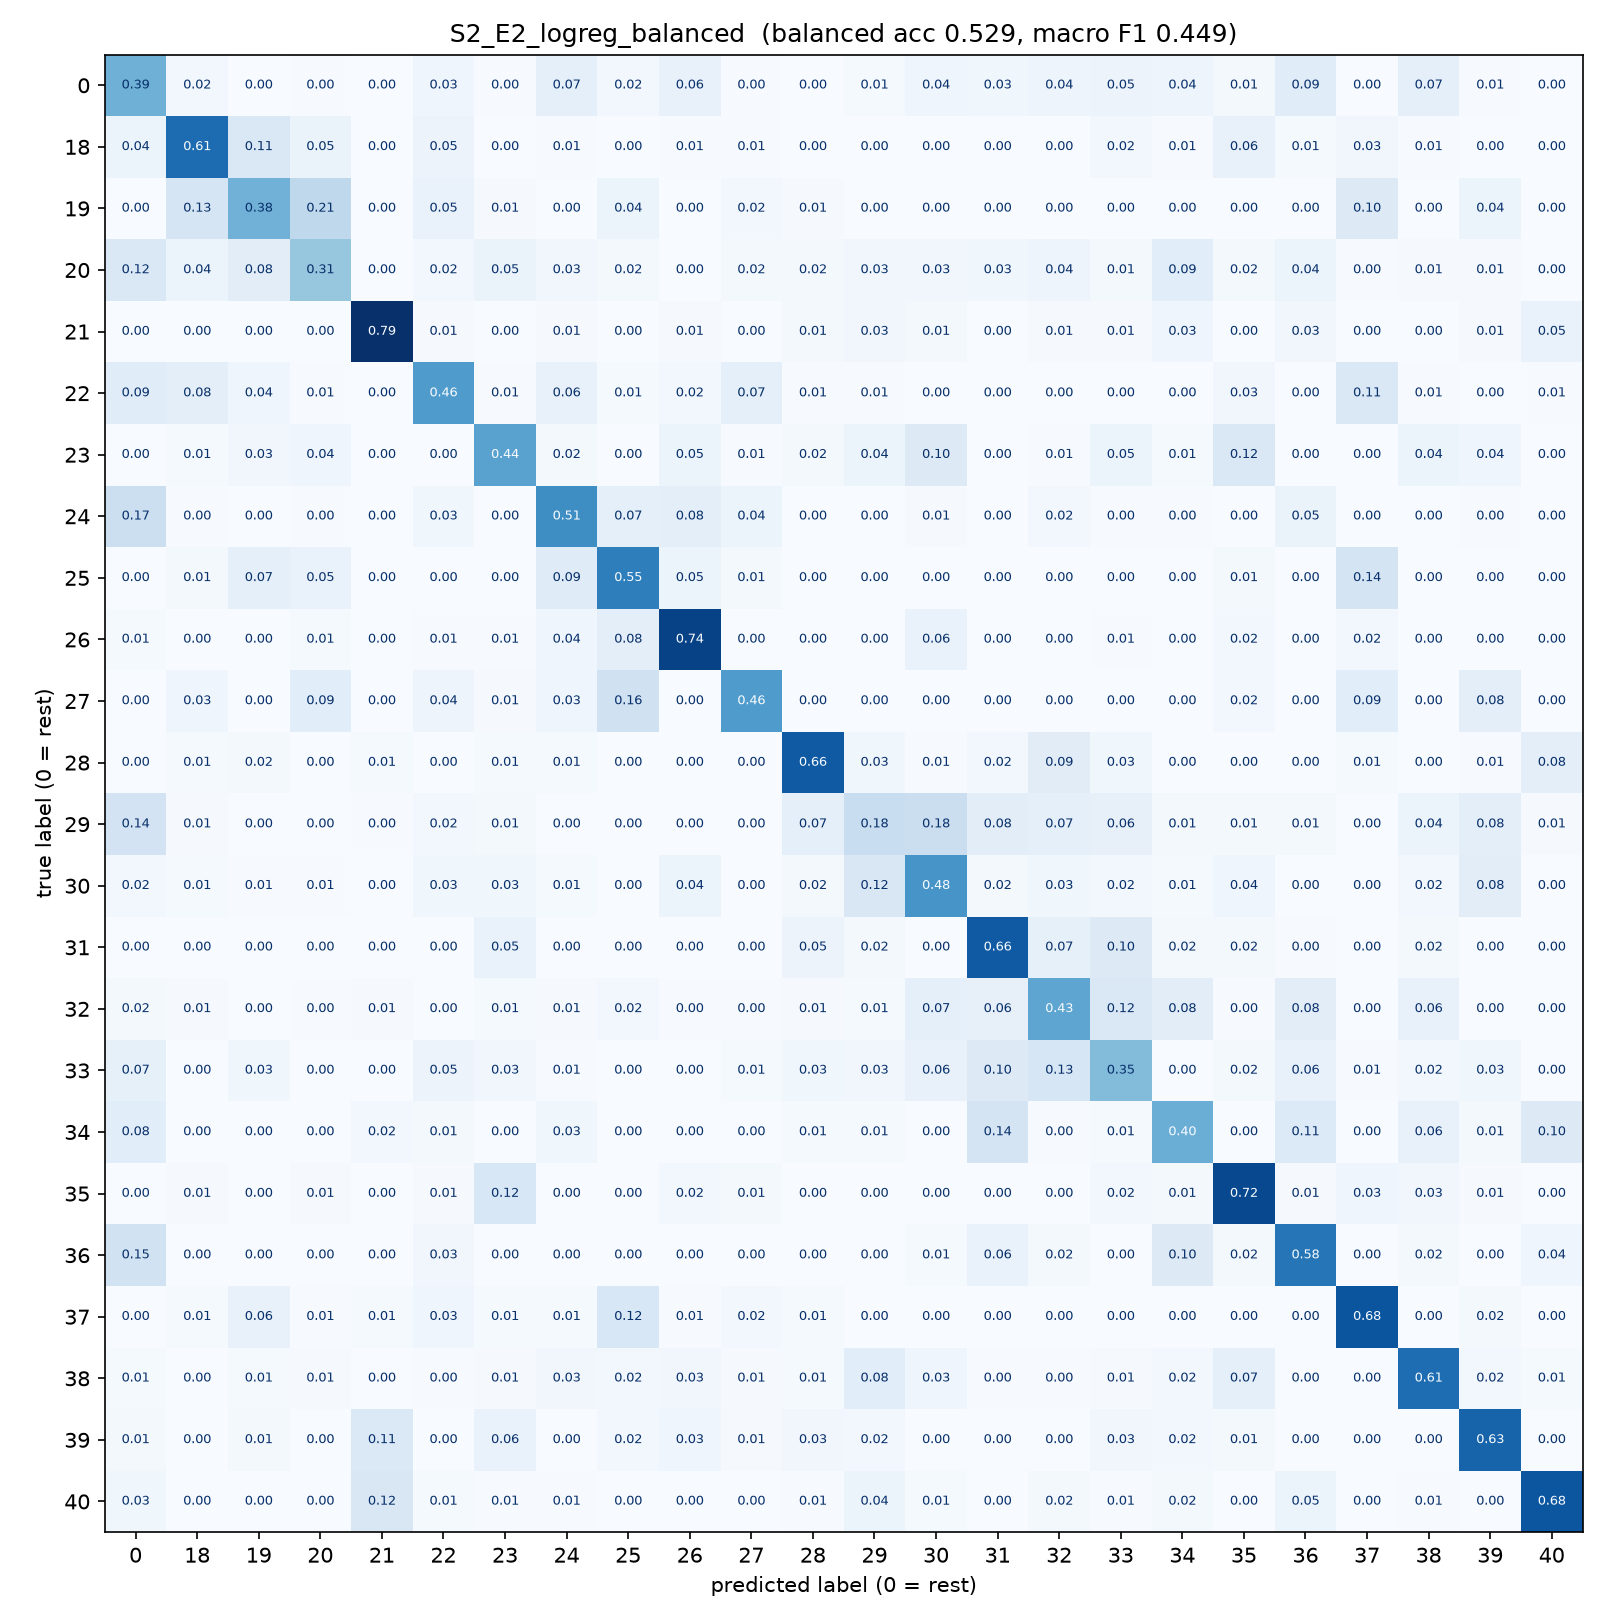 S2_E2_logreg_balanced (balanced acc 0.529, macro F1 0.449)
true label (0 = rest)
0 0.39 0.02 0.00 0.00 0.00 0.03 0.00 0.07 0.02 0.06 0.00 0.00 0.01 0.04 0.03 0.04 0.05 0.04 0.01 0.09 0.00 0.07 0.01 0.00
18 0.04 0.61 0.11 0.05 0.00 0.05 0.00 0.01 0.00 0.01 0.01 0.00 0.00 0.00 0.00 0.00 0.02 0.01 0.06 0.01 0.03 0.01 0.00 0.00
19 0.00 0.13 0.38 0.21 0.00 0.05 0.01 0.00 0.04 0.00 0.02 0.01 0.00 0.00 0.00 0.00 0.00 0.00 0.00 0.00 0.10 0.00 0.04 0.00
20 0.12 0.04 0.08 0.31 0.00 0.02 0.05 0.03 0.02 0.00 0.02 0.02 0.03 0.03 0.03 0.04 0.01 0.09 0.02 0.04 0.00 0.01 0.01 0.00
21 0.00 0.00 0.00 0.00 0.79 0.01 0.00 0.01 0.00 0.01 0.00 0.01 0.03 0.01 0.00 0.01 0.01 0.03 0.00 0.03 0.00 0.00 0.01 0.05
22 0.09 0.08 0.04 0.01 0.00 0.46 0.01 0.06 0.01 0.02 0.07 0.01 0.01 0.00 0.00 0.00 0.00 0.00 0.03 0.00 0.11 0.01 0.00 0.01
23 0.00 0.01 0.03 0.04 0.00 0.00 0.44 0.02 0.00 0.05 0.01 0.02 0.04 0.10 0.00 0.01 0.05 0.01 0.12 0.00 0.00 0.04 0.04 0.00
24 0.17 0.00 0.00 0.00 0.00 0.03 0.00 0.51 0.07 0.08 0.04 0.00 0.00 0.01 0.00 0.02 0.00 0.00 0.00 0.05 0.00 0.00 0.00 0.00
25 0.00 0.01 0.07 0.05 0.00 0.00 0.00 0.09 0.55 0.05 0.01 0.00 0.00 0.00 0.00 0.00 0.00 0.00 0.01 0.00 0.14 0.00 0.00 0.00
26 0.01 0.00 0.00 0.01 0.00 0.01 0.01 0.04 0.08 0.74 0.00 0.00 0.00 0.06 0.00 0.00 0.01 0.00 0.02 0.00 0.02 0.00 0.00 0.00
27 0.00 0.03 0.00 0.09 0.00 0.04 0.01 0.03 0.16 0.00 0.46 0.00 0.00 0.00 0.00 0.00 0.00 0.00 0.02 0.00 0.09 0.00 0.08 0.00
28 0.00 0.01 0.02 0.00 0.01 0.00 0.01 0.01 0.00 0.00 0.00 0.66 0.03 0.01 0.02 0.09 0.03 0.00 0.00 0.00 0.01 0.00 0.01 0.08
29 0.14 0.01 0.00 0.00 0.00 0.02 0.01 0.00 0.00 0.00 0.00 0.07 0.18 0.18 0.08 0.07 0.06 0.01 0.01 0.01 0.00 0.04 0.08 0.01
30 0.02 0.01 0.01 0.01 0.00 0.03 0.03 0.01 0.00 0.04 0.00 0.02 0.12 0.48 0.02 0.03 0.02 0.01 0.04 0.00 0.00 0.02 0.08 0.00
31 0.00 0.00 0.00 0.00 0.00 0.00 0.05 0.00 0.00 0.00 0.00 0.05 0.02 0.00 0.66 0.07 0.10 0.02 0.02 0.00 0.00 0.02 0.00 0.00
32 0.02 0.01 0.00 0.00 0.01 0.00 0.01 0.01 0.02 0.00 0.00 0.01 0.01 0.07 0.06 0.43 0.12 0.08 0.00 0.08 0.00 0.06 0.00 0.00
33 0.07 0.00 0.03 0.00 0.00 0.05 0.03 0.01 0.00 0.00 0.01 0.03 0.03 0.06 0.10 0.13 0.35 0.00 0.02 0.06 0.01 0.02 0.03 0.00
34 0.08 0.00 0.00 0.00 0.02 0.01 0.00 0.03 0.00 0.00 0.00 0.01 0.01 0.00 0.14 0.00 0.01 0.40 0.00 0.11 0.00 0.06 0.01 0.10
35 0.00 0.01 0.00 0.01 0.00 0.01 0.12 0.00 0.00 0.02 0.01 0.00 0.00 0.00 0.00 0.00 0.02 0.01 0.72 0.01 0.03 0.03 0.01 0.00
36 0.15 0.00 0.00 0.00 0.00 0.03 0.00 0.00 0.00 0.00 0.00 0.00 0.00 0.01 0.06 0.02 0.00 0.10 0.02 0.58 0.00 0.02 0.00 0.04
37 0.00 0.01 0.06 0.01 0.01 0.03 0.01 0.01 0.12 0.01 0.02 0.01 0.00 0.00 0.00 0.00 0.00 0.00 0.00 0.00 0.68 0.00 0.02 0.00
38 0.01 0.00 0.01 0.01 0.00 0.00 0.01 0.03 0.02 0.03 0.01 0.01 0.08 0.03 0.00 0.00 0.01 0.02 0.07 0.00 0.00 0.61 0.02 0.01
39 0.01 0.00 0.01 0.00 0.11 0.00 0.06 0.00 0.02 0.03 0.01 0.03 0.02 0.00 0.00 0.00 0.03 0.02 0.01 0.00 0.00 0.00 0.63 0.00
40 0.03 0.00 0.00 0.00 0.12 0.01 0.01 0.01 0.00 0.00 0.00 0.01 0.04 0.01 0.00 0.02 0.01 0.02 0.00 0.05 0.00 0.01 0.00 0.68
0 18 19 20 21 22 23 24 25 26 27 28 29 30 31 32 33 34 35 36 37 38 39 40
predicted label (0 = rest)